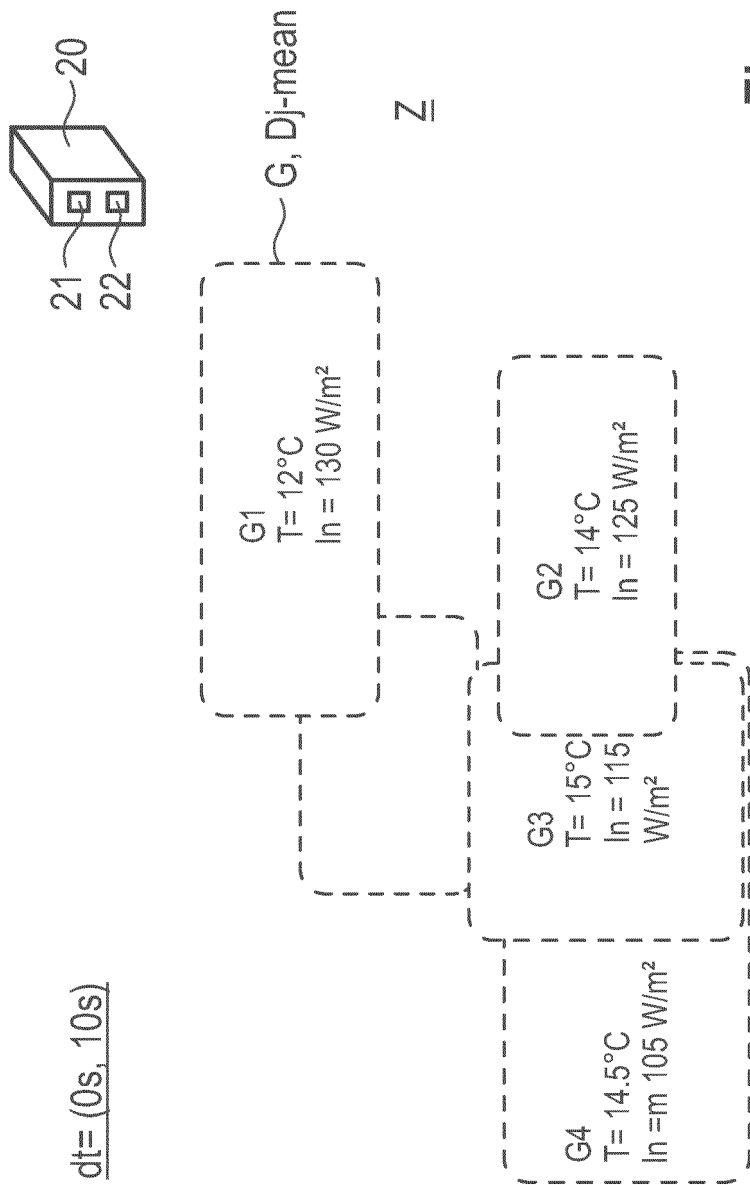 dt= (0s, 10s)
21
22
20
G, Dj-mean
G1
T= 12°C
In = 130 W/m²
Z
G2
T= 14°C
In = 125 W/m²
G3
T= 15°C
In = 115
W/m²
G4
T= 14.5°C
In =m 105 W/m²